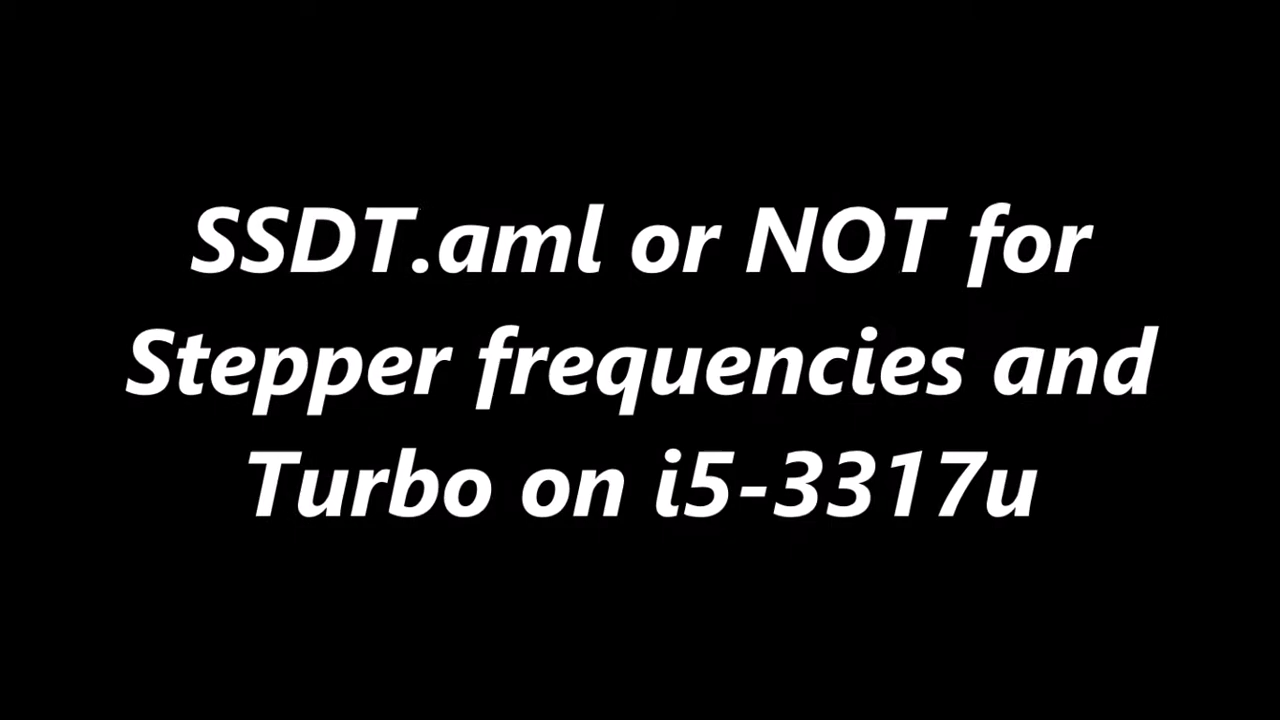 SSDT.aml or NOT for
Stepper frequencies and
Turbo on i5-3317u